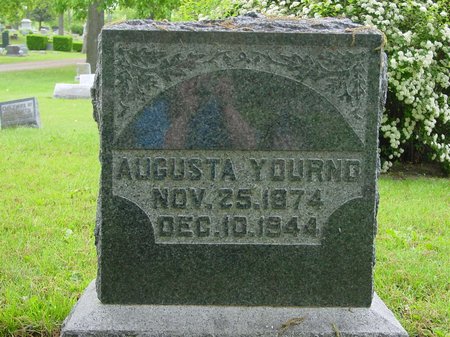 AUGUSTA YOURND
NOV. 25. 1874
DEC. 10. 1944